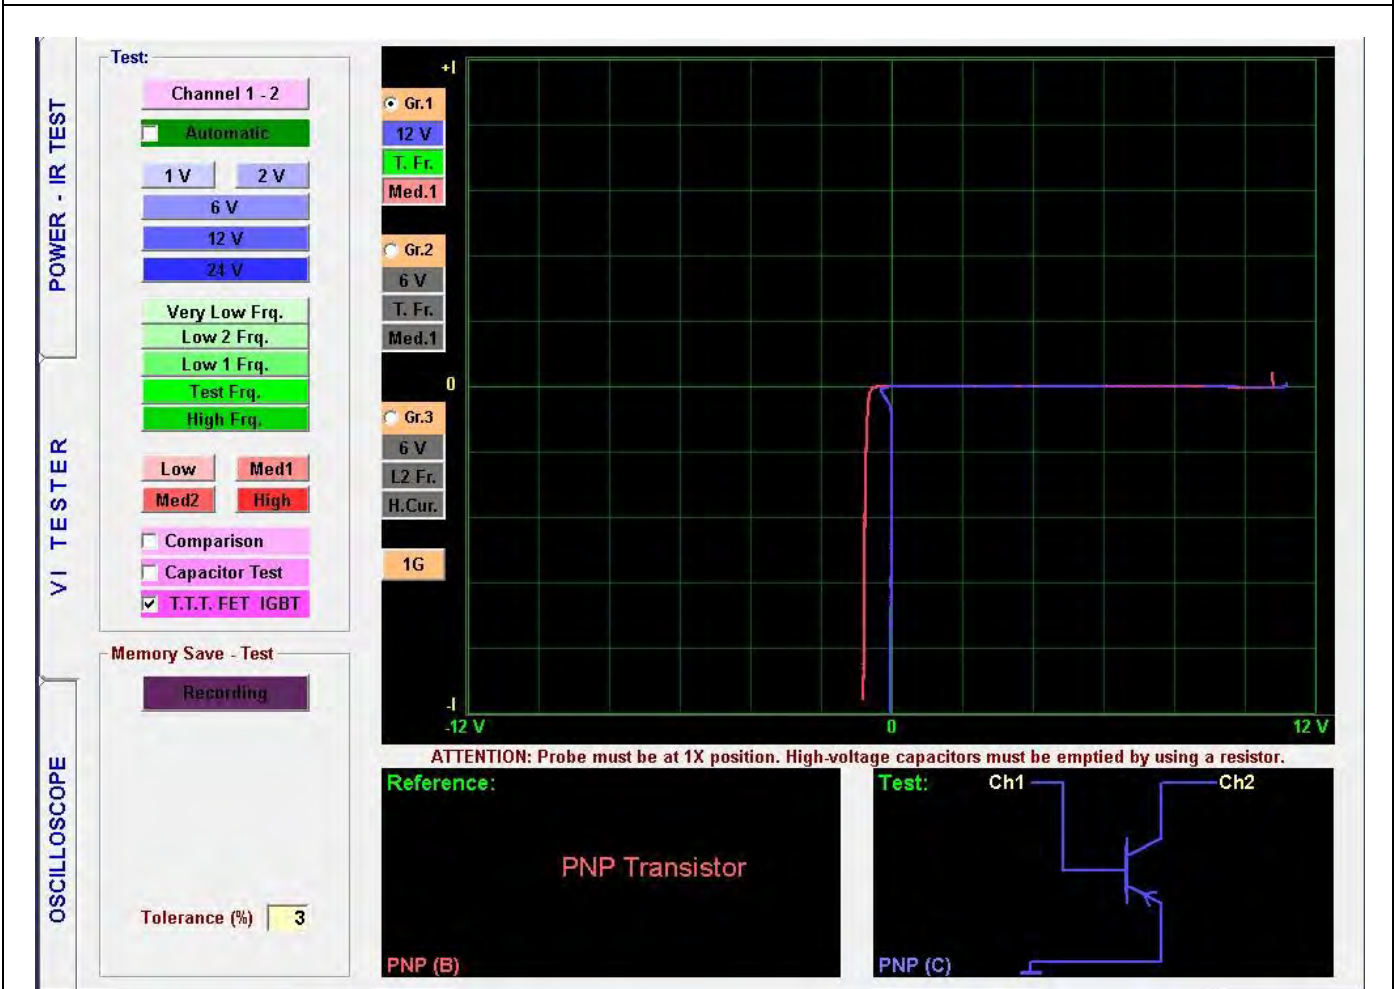 POWER - IR TEST
VI TESTER
OSCILLOSCOPE
Test:
Channel 1 - 2
Automatic
1 V
2 V
6 V
12 V
24 V
Very Low Frq.
Low 2 Frq.
Low 1 Frq.
Test Frq.
High Frq.
Low
Med1
Med2
High
Comparison
Capacitor Test
T.T.T. FET IGBT
Memory Save - Test
Recording
Tolerance (%) 3
Gr.1
12 V
T. Fr.
Med.1
Gr.2
6 V
T. Fr.
Med.1
Gr.3
6 V
L2 Fr.
H.Cur.
1G
+I
0
-I
-12 V
0
12 V
ATTENTION: Probe must be at 1X position. High-voltage capacitors must be emptied by using a resistor.
Reference:
PNP Transistor
PNP (B)
Test:
Ch1
Ch2
PNP (C)